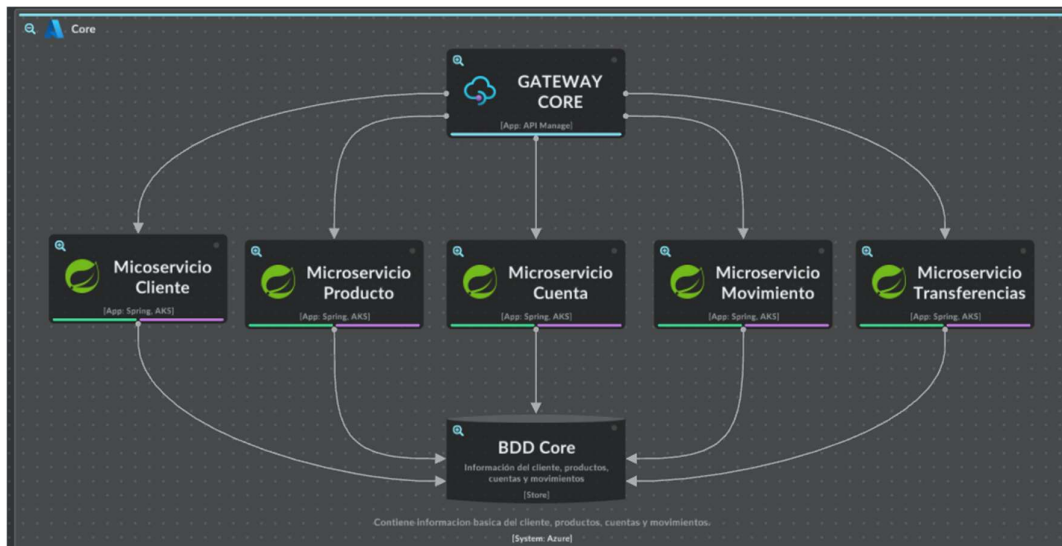 Core
GATEWAY
CORE
[App: API Manage]
Micoservicio
Cliente
[App: Spring, AKS]
Microservicio
Producto
[App: Spring, AKS]
Microservicio
Cuenta
[App: Spring, AKS]
Microservicio
Movimiento
[App: Spring, AKS]
Microservicio
Transferencias
[App: Spring, AKS]
BDD Core
Información del cliente, productos,
cuentas y movimientos
[Store]
Contiene informacion basica del cliente, productos, cuentas y movimientos.
[System: Azure]